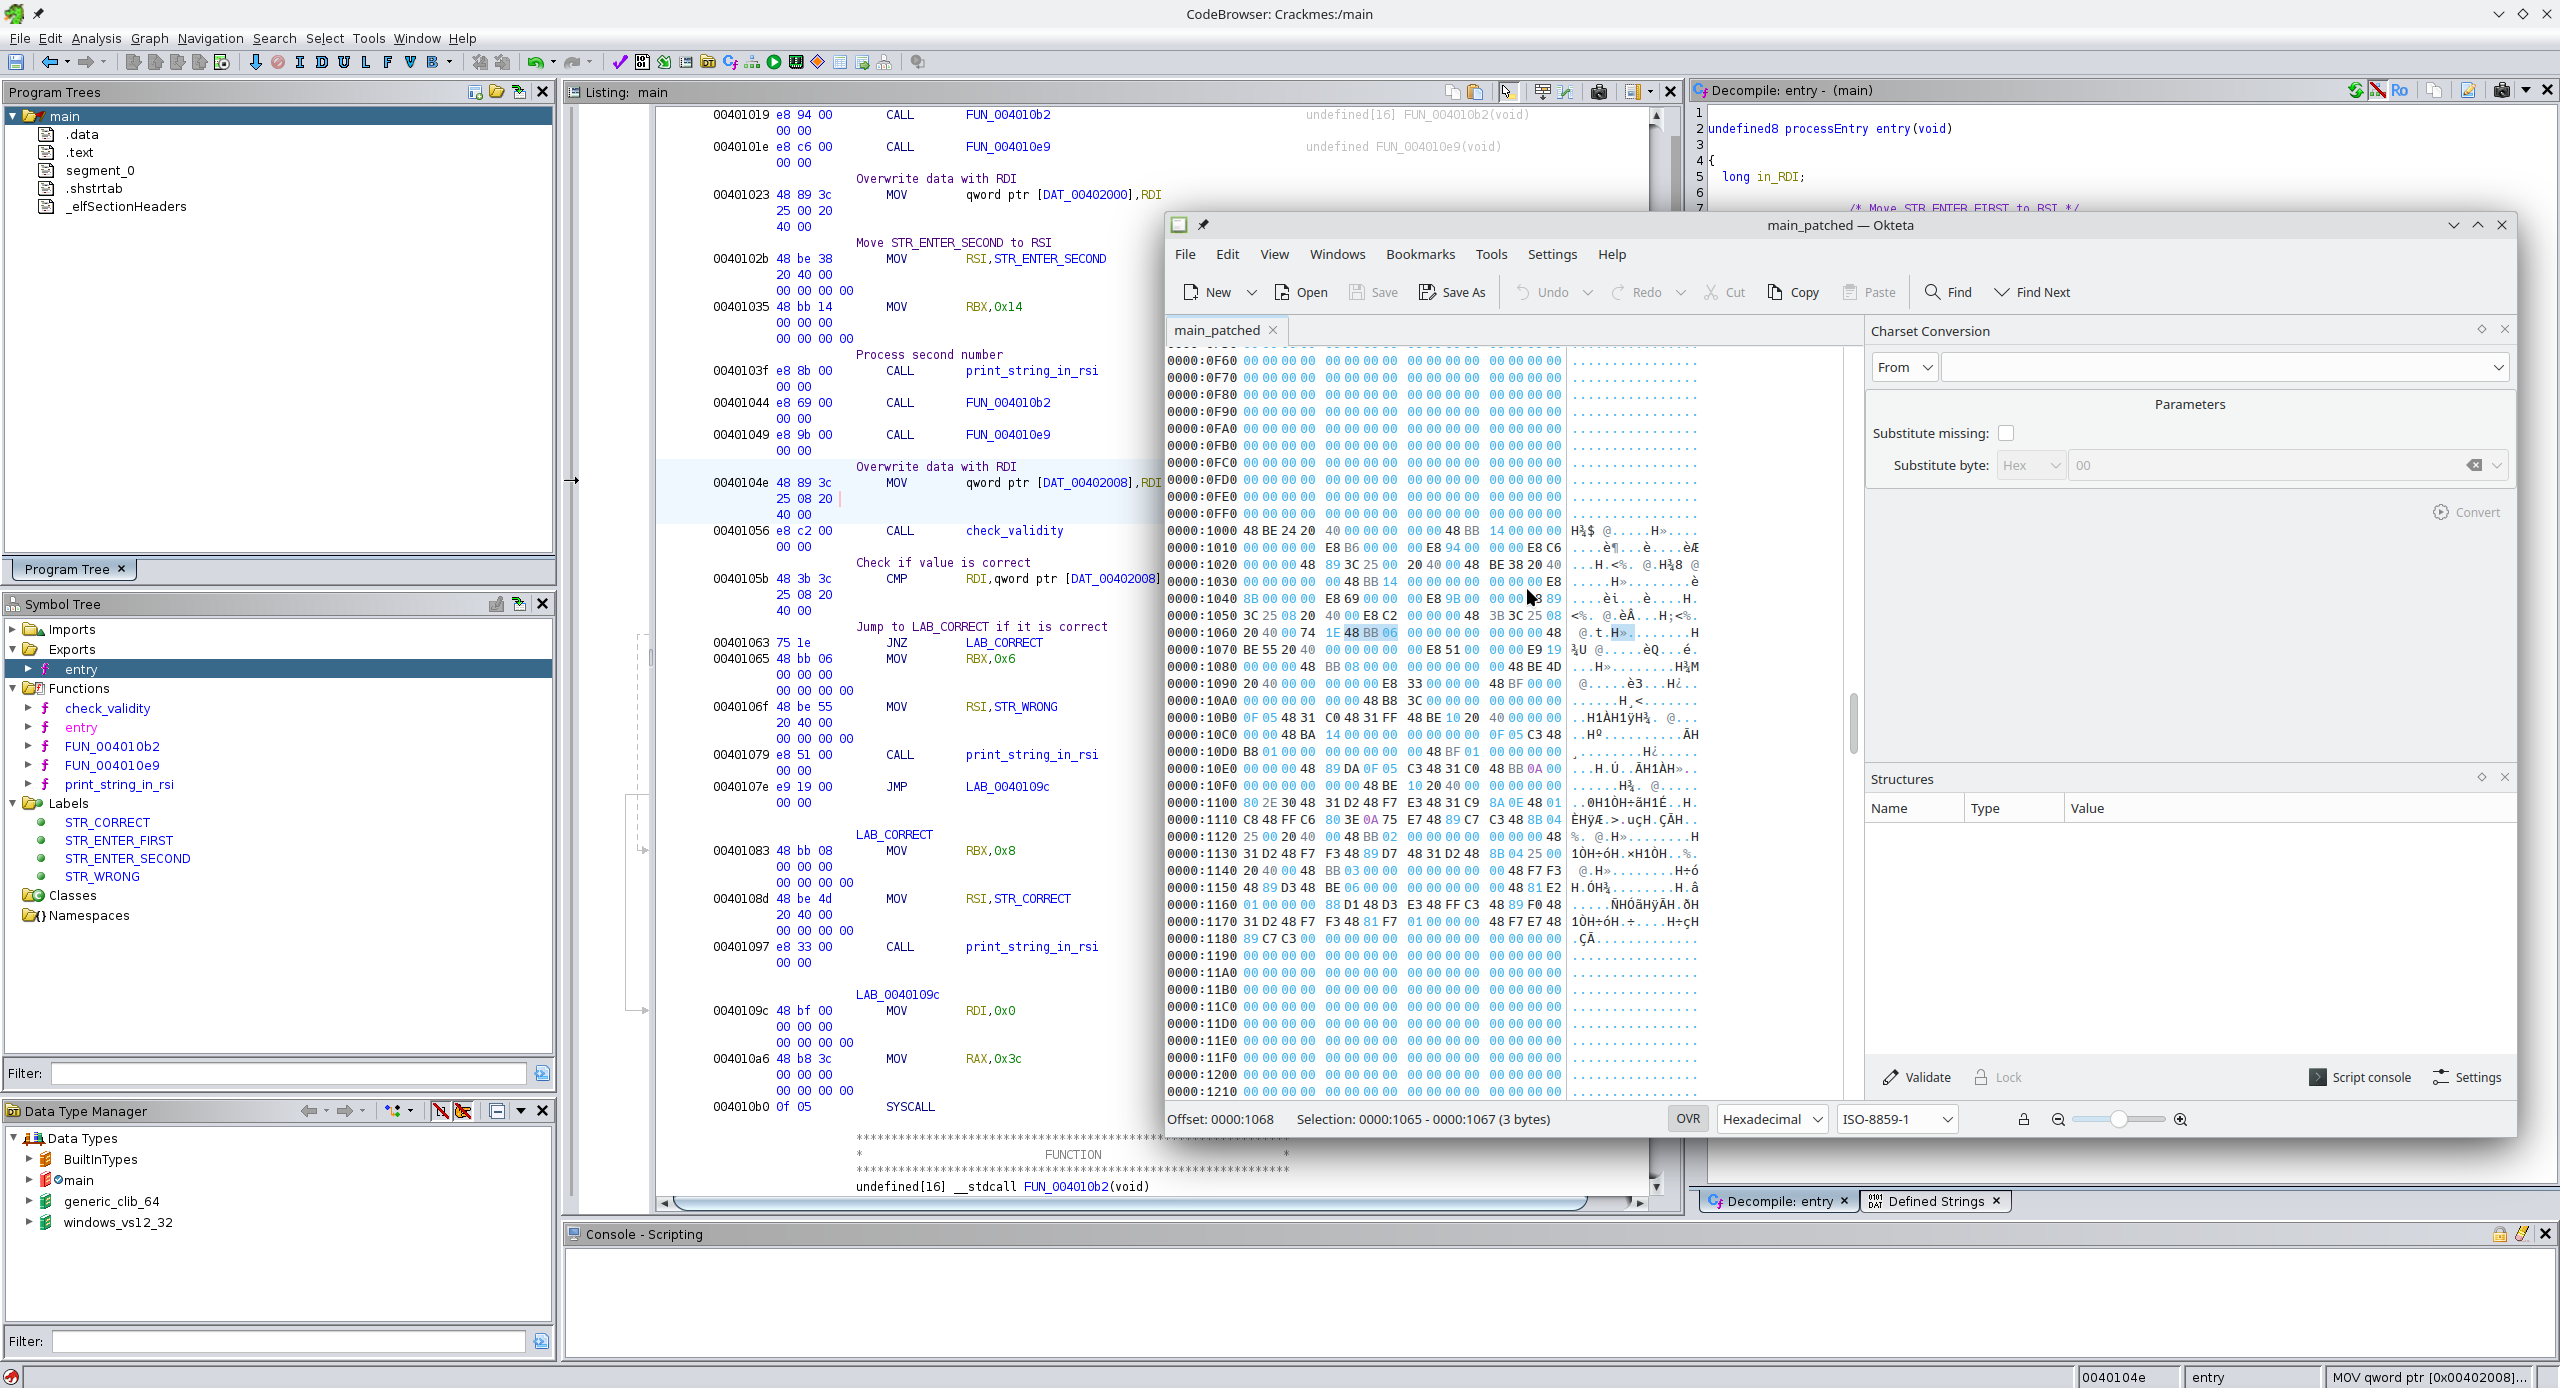 CodeBrowser: Crackmes:/main
File Edit Analysis Graph Navigation Search Select Tools Window Help
I D U L F V B
Program Trees
main
.data
.text
segment_0
.shstrtab
_elfSectionHeaders
Program Tree
Symbol Tree
Imports
Exports
entry
Functions
check_validity
entry
FUN_004010b2
FUN_004010e9
print_string_in_rsi
Labels
STR_CORRECT
STR_ENTER_FIRST
STR_ENTER_SECOND
STR_WRONG
Classes
Namespaces
Filter:
Data Type Manager
Data Types
BuiltInTypes
main
generic_clib_64
windows_vs12_32
Filter:
Listing: main
00401019 e8 94 00 CALL FUN_004010b2 undefined[16] FUN_004010b2(void)
00 00
0040101e e8 c6 00 CALL FUN_004010e9 undefined FUN_004010e9(void)
00 00
Overwrite data with RDI
00401023 48 89 3c MOV qword ptr [DAT_00402000],RDI
25 00 20
40 00
Move STR_ENTER_SECOND to RSI
0040102b 48 be 38 MOV RSI,STR_ENTER_SECOND
20 40 00
00 00 00 00
00401035 48 bb 14 MOV RBX,0x14
00 00 00
00 00 00 00
Process second number
0040103f e8 8b 00 CALL print_string_in_rsi
00 00
00401044 e8 69 00 CALL FUN_004010b2
00 00
00401049 e8 9b 00 CALL FUN_004010e9
00 00
Overwrite data with RDI
0040104e 48 89 3c MOV qword ptr [DAT_00402008],RDI
25 08 20
40 00
00401056 e8 c2 00 CALL check_validity
00 00
Check if value is correct
0040105b 48 3b 3c CMP RDI,qword ptr [DAT_00402008]
25 08 20
40 00
Jump to LAB_CORRECT if it is correct
00401063 75 1e JNZ LAB_CORRECT
00401065 48 bb 06 MOV RBX,0x6
00 00 00
00 00 00 00
0040106f 48 be 55 MOV RSI,STR_WRONG
20 40 00
00 00 00 00
00401079 e8 51 00 CALL print_string_in_rsi
00 00
0040107e e9 19 00 JMP LAB_0040109c
00 00
LAB_CORRECT
00401083 48 bb 08 MOV RBX,0x8
00 00 00
00 00 00 00
0040108d 48 be 4d MOV RSI,STR_CORRECT
20 40 00
00 00 00 00
00401097 e8 33 00 CALL print_string_in_rsi
00 00
LAB_0040109c
0040109c 48 bf 00 MOV RDI,0x0
00 00 00
00 00 00 00
004010a6 48 b8 3c MOV RAX,0x3c
00 00 00
00 00 00 00
004010b0 0f 05 SYSCALL
* FUNCTION *
undefined[16] __stdcall FUN_004010b2(void)
Decompile: entry - (main)
Ro
1
2 undefined8 processEntry entry(void)
3
4 {
5 long in_RDI;
6
7 /* Move STR_ENTER_FIRST to RSI */
main_patched — Okteta
File Edit View Windows Bookmarks Tools Settings Help
New Open Save Save As Undo Redo Cut Copy Paste Find Find Next
main_patched
0000:0F60 00 00 00 00 00 00 00 00 00 00 00 00 00 00 00 00 ................
0000:0F70 00 00 00 00 00 00 00 00 00 00 00 00 00 00 00 00 ................
0000:0F80 00 00 00 00 00 00 00 00 00 00 00 00 00 00 00 00 ................
0000:0F90 00 00 00 00 00 00 00 00 00 00 00 00 00 00 00 00 ................
0000:0FA0 00 00 00 00 00 00 00 00 00 00 00 00 00 00 00 00 ................
0000:0FB0 00 00 00 00 00 00 00 00 00 00 00 00 00 00 00 00 ................
0000:0FC0 00 00 00 00 00 00 00 00 00 00 00 00 00 00 00 00 ................
0000:0FD0 00 00 00 00 00 00 00 00 00 00 00 00 00 00 00 00 ................
0000:0FE0 00 00 00 00 00 00 00 00 00 00 00 00 00 00 00 00 ................
0000:0FF0 00 00 00 00 00 00 00 00 00 00 00 00 00 00 00 00 ................
0000:1000 48 BE 24 20 40 00 00 00 00 00 48 BB 14 00 00 00 H¾$ @.....H»....
0000:1010 00 00 00 00 E8 B6 00 00 00 E8 94 00 00 00 E8 C6 ....è¶...è....èÆ
0000:1020 00 00 00 48 89 3C 25 00 20 40 00 48 BE 38 20 40 ...H.<%. @.H¾8 @
0000:1030 00 00 00 00 00 48 BB 14 00 00 00 00 00 00 00 E8 .....H»........è
0000:1040 8B 00 00 00 E8 69 00 00 00 E8 9B 00 00 00 89 ....èi...è....H.
0000:1050 3C 25 08 20 40 00 E8 C2 00 00 00 48 3B 3C 25 08 <%. @.èÂ...H;<%.
0000:1060 20 40 00 74 1E 48 BB 06 00 00 00 00 00 00 00 48 @.t.H».........H
0000:1070 BE 55 20 40 00 00 00 00 00 E8 51 00 00 00 E9 19 ¾U @.....èQ...é.
0000:1080 00 00 00 48 BB 08 00 00 00 00 00 00 00 48 BE 4D ...H»........H¾M
0000:1090 20 40 00 00 00 00 00 E8 33 00 00 00 48 BF 00 00 @.....è3...H¿..
0000:10A0 00 00 00 00 00 00 48 B8 3C 00 00 00 00 00 00 00 ......H¸<.......
0000:10B0 0F 05 48 31 C0 48 31 FF 48 BE 10 20 40 00 00 00 ..H1ÀH1ÿH¾. @...
0000:10C0 00 00 48 BA 14 00 00 00 00 00 00 00 0F 05 C3 48 ..Hº..........ÃH
0000:10D0 B8 01 00 00 00 00 00 00 00 48 BF 01 00 00 00 00 ¸........H¿.....
0000:10E0 00 00 00 48 89 DA 0F 05 C3 48 31 C0 48 BB 0A 00 ...H.Ú..ÃH1ÀH»..
0000:10F0 00 00 00 00 00 00 48 BE 10 20 40 00 00 00 00 00 ......H¾. @.....
0000:1100 80 2E 30 48 31 D2 48 F7 E3 48 31 C9 8A 0E 48 01 ..0H1ÒH÷ãH1É..H.
0000:1110 C8 48 FF C6 80 3E 0A 75 E7 48 89 C7 C3 48 8B 04 ÈHÿÆ.>.uçH.ÇÃH..
0000:1120 25 00 20 40 00 48 BB 02 00 00 00 00 00 00 00 48 %. @.H»........H
0000:1130 31 D2 48 F7 F3 48 89 D7 48 31 D2 48 8B 04 25 00 1ÒH÷óH.×H1ÒH..%.
0000:1140 20 40 00 48 BB 03 00 00 00 00 00 00 00 48 F7 F3 @.H»........H÷ó
0000:1150 48 89 D3 48 BE 06 00 00 00 00 00 00 00 48 81 E2 H.ÓH¾........H.â
0000:1160 01 00 00 00 88 D1 48 D3 E3 48 FF C3 48 89 F0 48 .....ÑHÓãHÿÃH.ðH
0000:1170 31 D2 48 F7 F3 48 81 F7 01 00 00 00 48 F7 E7 48 1ÒH÷óH.÷....H÷çH
0000:1180 89 C7 C3 00 00 00 00 00 00 00 00 00 00 00 00 00 .ÇÃ.............
0000:1190 00 00 00 00 00 00 00 00 00 00 00 00 00 00 00 00 ................
0000:11A0 00 00 00 00 00 00 00 00 00 00 00 00 00 00 00 00 ................
0000:11B0 00 00 00 00 00 00 00 00 00 00 00 00 00 00 00 00 ................
0000:11C0 00 00 00 00 00 00 00 00 00 00 00 00 00 00 00 00 ................
0000:11D0 00 00 00 00 00 00 00 00 00 00 00 00 00 00 00 00 ................
0000:11E0 00 00 00 00 00 00 00 00 00 00 00 00 00 00 00 00 ................
0000:11F0 00 00 00 00 00 00 00 00 00 00 00 00 00 00 00 00 ................
0000:1200 00 00 00 00 00 00 00 00 00 00 00 00 00 00 00 00 ................
0000:1210 00 00 00 00 00 00 00 00 00 00 00 00 00 00 00 00 ................
Charset Conversion
From
Parameters
Substitute missing:
Substitute byte: Hex 00
Convert
Structures
Name Type Value
Validate Lock Script console Settings
Offset: 0000:1068 Selection: 0000:1065 - 0000:1067 (3 bytes) OVR Hexadecimal ISO-8859-1
Decompile: entry Defined Strings
Console - Scripting
0040104e entry MOV qword ptr [0x00402008]...